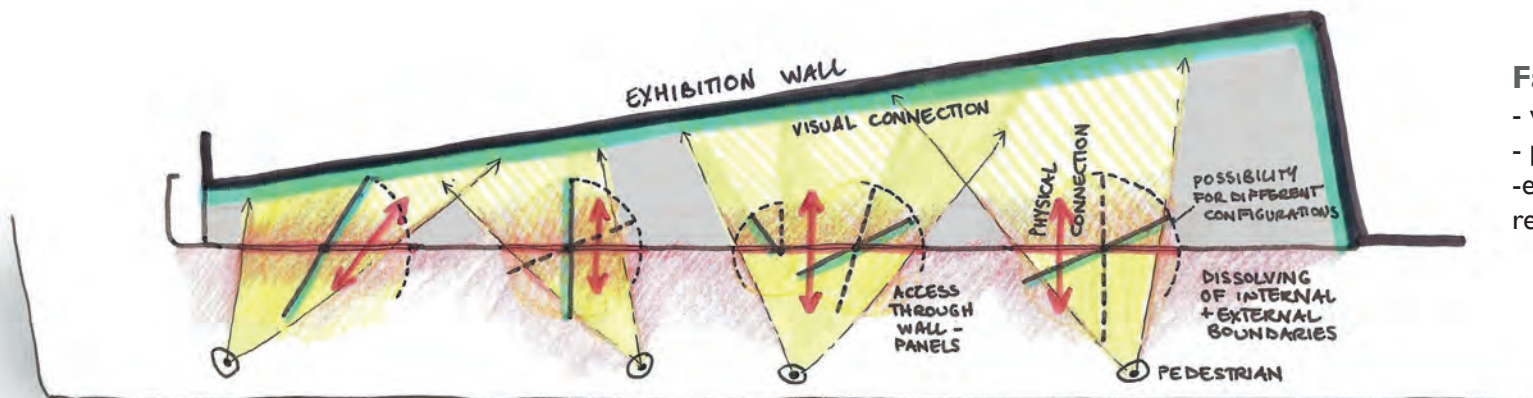 EXHIBITION WALL
VISUAL CONNECTION
PHYSICAL
CONNECTION
POSSIBILITY
FOR DIFFERENT
CONFIGURATIONS
ACCESS
THROUGH
WALL-
PANELS
DISSOLVING
OF INTERNAL
+ EXTERNAL
BOUNDARIES
PEDESTRIAN